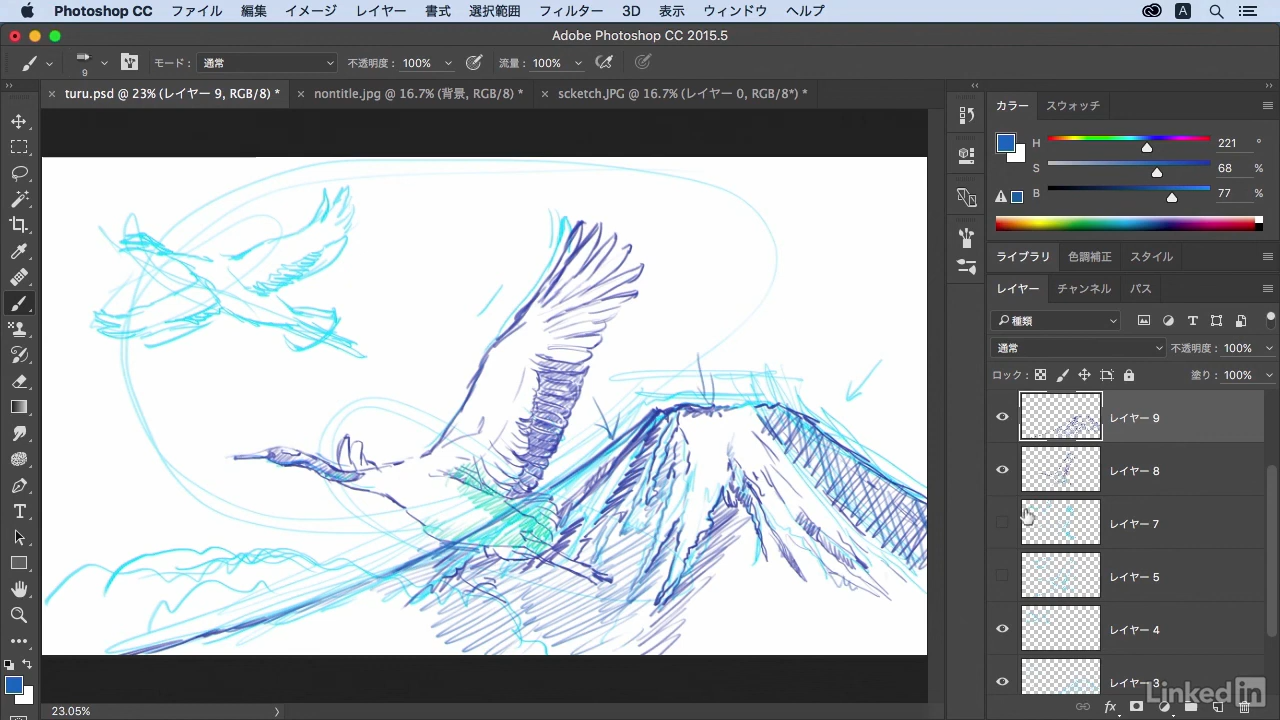 Photoshop CC ファイル 編集 イメージ レイヤー 書式 選択範囲 フィルター 3D 表示 ウィンドウ ヘルプ A
Adobe Photoshop CC 2015.5
9 モード： 通常 不透明度： 100% 流量： 100%
× turu.psd @ 23% (レイヤー 9, RGB/8) * × nontitle.jpg @ 16.7% (背景, RGB/8) * × scketch.JPG @ 16.7% (レイヤー 0, RGB/8*) *
カラー スウォッチ
H 221 °
S 68 %
B 77 %
ライブラリ 色調補正 スタイル
レイヤー チャンネル パス
種類
通常 不透明度： 100%
ロック： 塗り： 100%
レイヤー 9
レイヤー 8
レイヤー 7
レイヤー 5
レイヤー 4
レイヤー 3
LinkedIn
fx
23.05%